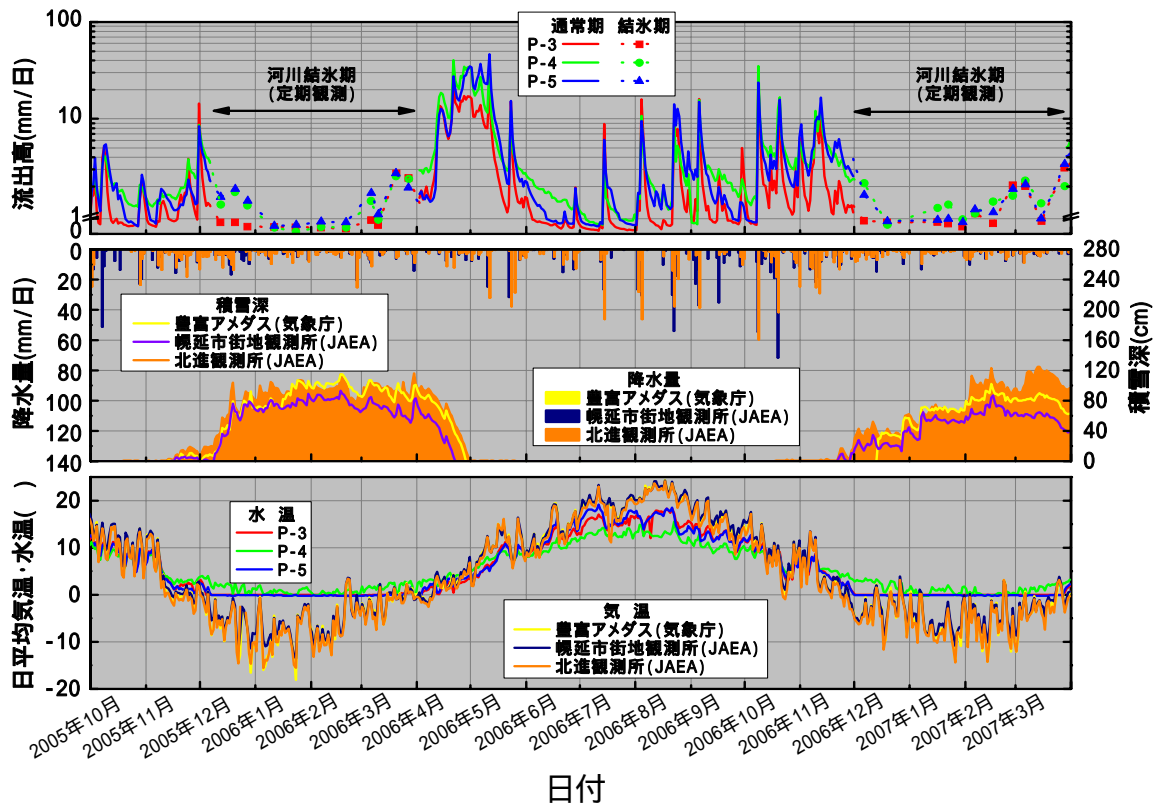 100
10
1
0
流出高(mm/日)
通常期 結氷期
P-3
P-4
P-5
河川結氷期
(定期観測)
河川結氷期
(定期観測)
0
20
40
60
80
100
120
140
降水量(mm/日)
280
240
200
160
120
80
40
0
積雪深(cm)
積雪深
豊富アメダス(気象庁)
幌延市街地観測所(JAEA)
北進観測所(JAEA)
降水量
豊富アメダス(気象庁)
幌延市街地観測所(JAEA)
北進観測所(JAEA)
20
10
0
-10
-20
日平均気温・水温( )
水 温
P-3
P-4
P-5
気 温
豊富アメダス(気象庁)
幌延市街地観測所(JAEA)
北進観測所(JAEA)
2005年10月
2005年11月
2005年12月
2006年1月
2006年2月
2006年3月
2006年4月
2006年5月
2006年6月
2006年7月
2006年8月
2006年9月
2006年10月
2006年11月
2006年12月
2007年1月
2007年2月
2007年3月
日付